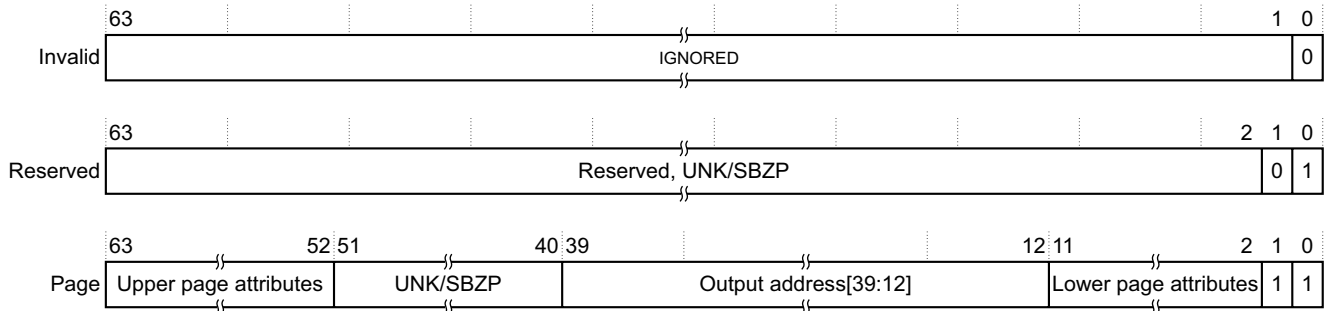 63 1 0
Invalid IGNORED 0
63 2 1 0
Reserved Reserved, UNK/SBZP 0 1
63 52 51 40 39 12 11 2 1 0
Page Upper page attributes UNK/SBZP Output address[39:12] Lower page attributes 1 1